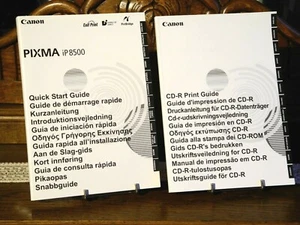 Canon
PIXMA iP8500
Quick Start Guide
Guide de démarrage rapide
Kurzanleitung
Introduktionsvejledning
Guía de iniciación rápida
Οδηγός Γρήγορης Εκκίνησης
Guida rapida all'installazione
Aan de Slag-gids
Kort innføring
Guia de consulta rápida
Pikaopas
Snabbguide
Canon
CD-R Print Guide
Guide d'impression de CD-R
Druckanleitung für CD-R-Datenträger
Cd-r-udskrivningsvejledning
Guía de impresión en CD-R
Οδηγός εκτύπωσης CD-R
Guida alla stampa dei CD-ROM
Gids CD-R's bedrukken
Utskriftsveiledning for CD-R
Manual de impressão em CD-R
CD-R-tulostusopas
Utskriftsguide för CD-R